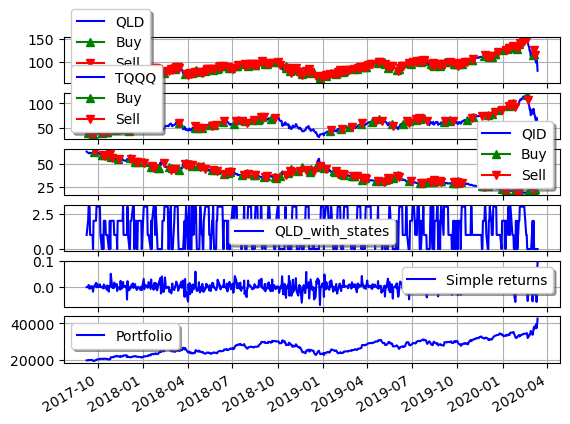 QLD
Buy
Sell
150
100
TQQQ
Buy
Sell
100
50
QID
Buy
Sell
50
25
QLD_with_states
2.5
0.0
Simple returns
0.1
0.0
Portfolio
40000
20000
2017-10 2018-01 2018-04 2018-07 2018-10 2019-01 2019-04 2019-07 2019-10 2020-01 2020-04